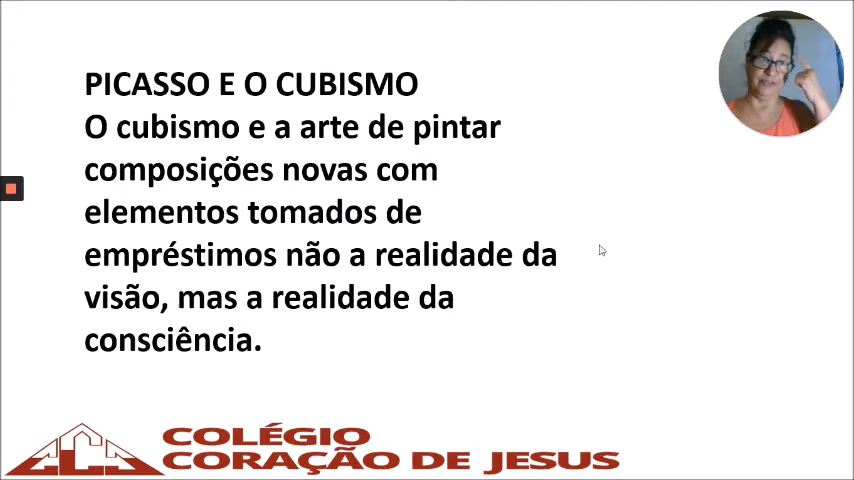 PICASSO E O CUBISMO
O cubismo e a arte de pintar
composições novas com
elementos tomados de
empréstimos não a realidade da
visão, mas a realidade da
consciência.
COLÉGIO
CORAÇÃO DE JESUS